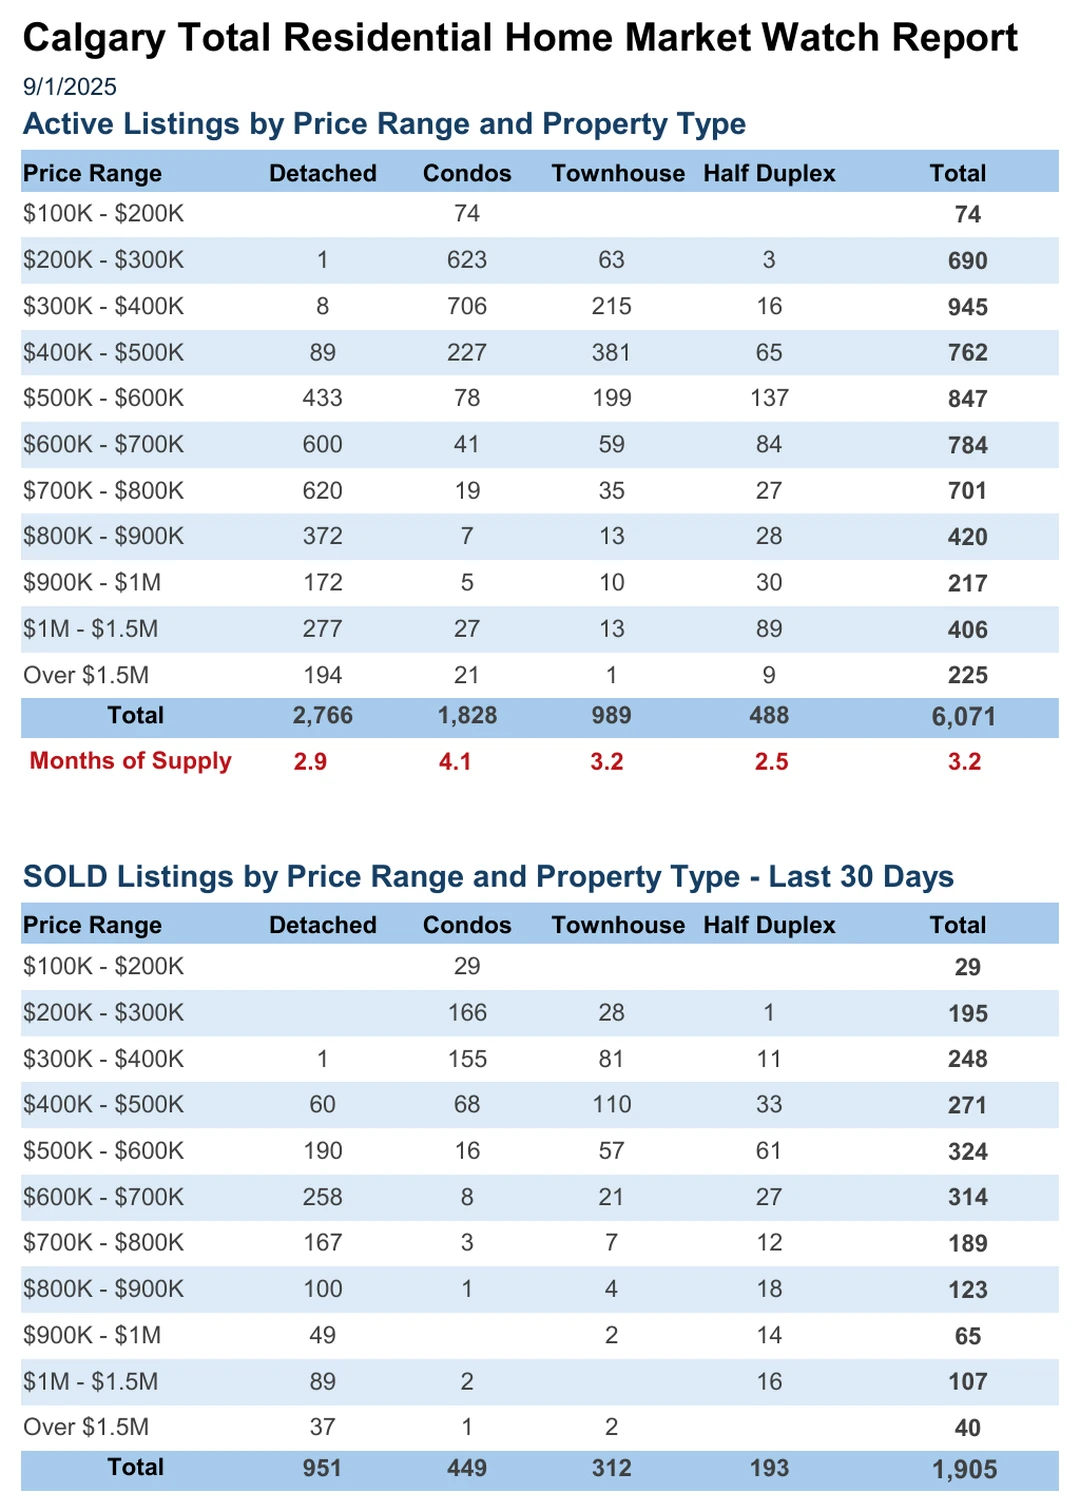 Calgary Total Residential Home Market Watch Report
9/1/2025
Active Listings by Price Range and Property Type
Price Range Detached Condos Townhouse Half Duplex Total
$100K - $200K 74 74
$200K - $300K 1 623 63 3 690
$300K - $400K 8 706 215 16 945
$400K - $500K 89 227 381 65 762
$500K - $600K 433 78 199 137 847
$600K - $700K 600 41 59 84 784
$700K - $800K 620 19 35 27 701
$800K - $900K 372 7 13 28 420
$900K - $1M 172 5 10 30 217
$1M - $1.5M 277 27 13 89 406
Over $1.5M 194 21 1 9 225
Total 2,766 1,828 989 488 6,071
Months of Supply 2.9 4.1 3.2 2.5 3.2
SOLD Listings by Price Range and Property Type - Last 30 Days
Price Range Detached Condos Townhouse Half Duplex Total
$100K - $200K 29 29
$200K - $300K 166 28 1 195
$300K - $400K 1 155 81 11 248
$400K - $500K 60 68 110 33 271
$500K - $600K 190 16 57 61 324
$600K - $700K 258 8 21 27 314
$700K - $800K 167 3 7 12 189
$800K - $900K 100 1 4 18 123
$900K - $1M 49 2 14 65
$1M - $1.5M 89 2 16 107
Over $1.5M 37 1 2 40
Total 951 449 312 193 1,905